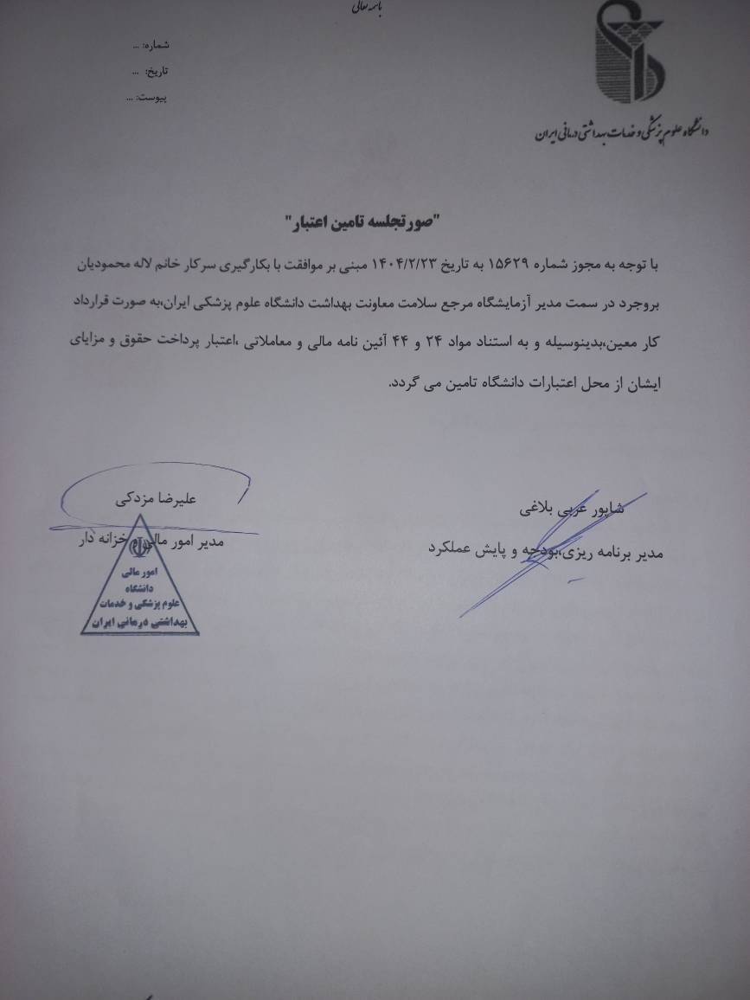 باسمه تعالی
شماره: ...
تاریخ: ...
پیوست: ...
دانشگاه علوم پزشکی و خدمات بهداشتی درمانی ایران
"صورتجلسه تامین اعتبار"
با توجه به مجوز شماره ۱۵۶۲۹ به تاریخ ۱۴۰۴/۲/۲۳ مبنی بر موافقت با بکارگیری سرکار خانم لاله محمودیان
بروجرد در سمت مدیر آزمایشگاه مرجع سلامت معاونت بهداشت دانشگاه علوم پزشکی ایران،به صورت قرارداد
کار معین،بدینوسیله و به استناد مواد ۲۴ و ۴۴ آئین نامه مالی و معاملاتی ،اعتبار پرداخت حقوق و مزایای
ایشان از محل اعتبارات دانشگاه تامین می گردد.
شاپور عربی بلاغی
مدیر برنامه ریزی،بودجه و پایش عملکرد
علیرضا مزدکی
مدیر امور مالی و خزانه دار
امور مالی
دانشگاه
علوم پزشکی و خدمات
بهداشتی درمانی ایران